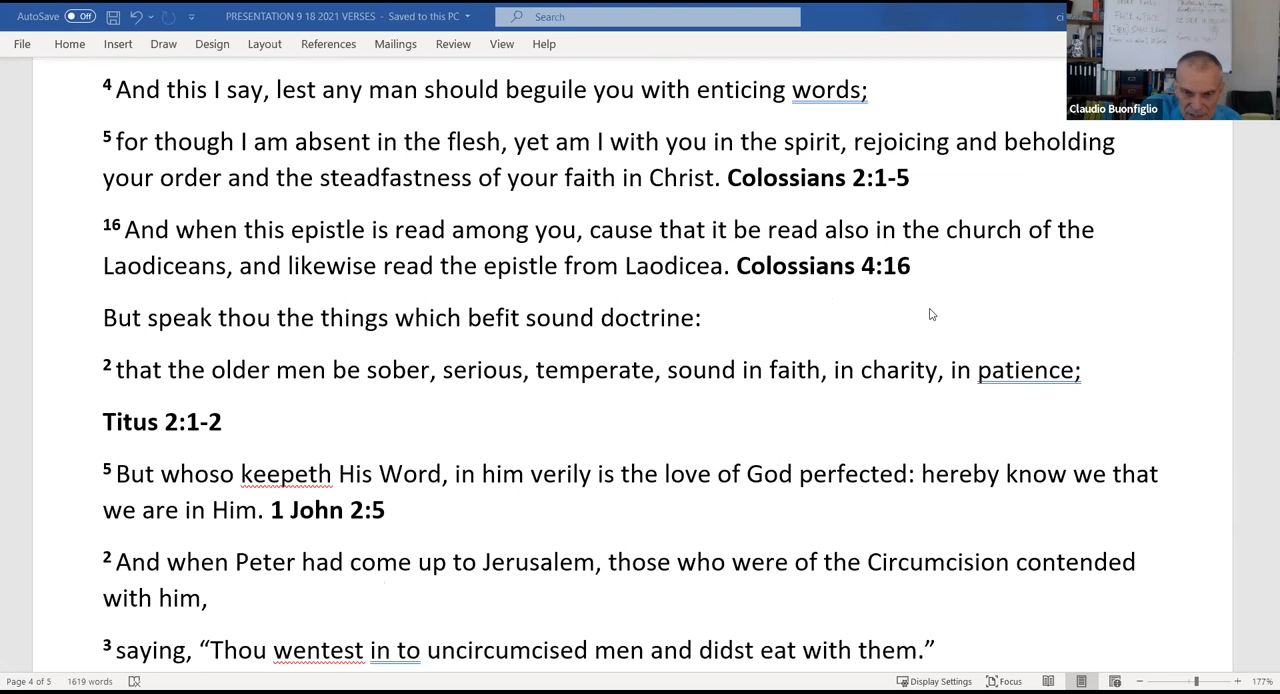 AutoSave Off PRESENTATION 9 18 2021 VERSES - Saved to this PC Search
File Home Insert Draw Design Layout References Mailings Review View Help
Claudio Buonfiglio
4 And this I say, lest any man should beguile you with enticing words;
5 for though I am absent in the flesh, yet am I with you in the spirit, rejoicing and beholding
your order and the steadfastness of your faith in Christ. Colossians 2:1-5
16 And when this epistle is read among you, cause that it be read also in the church of the
Laodiceans, and likewise read the epistle from Laodicea. Colossians 4:16
But speak thou the things which befit sound doctrine:
2 that the older men be sober, serious, temperate, sound in faith, in charity, in patience;
Titus 2:1-2
5 But whoso keepeth His Word, in him verily is the love of God perfected: hereby know we that
we are in Him. 1 John 2:5
2 And when Peter had come up to Jerusalem, those who were of the Circumcision contended
with him,
3 saying, “Thou wentest in to uncircumcised men and didst eat with them.”
Page 4 of 5 1619 words Display Settings Focus 177%